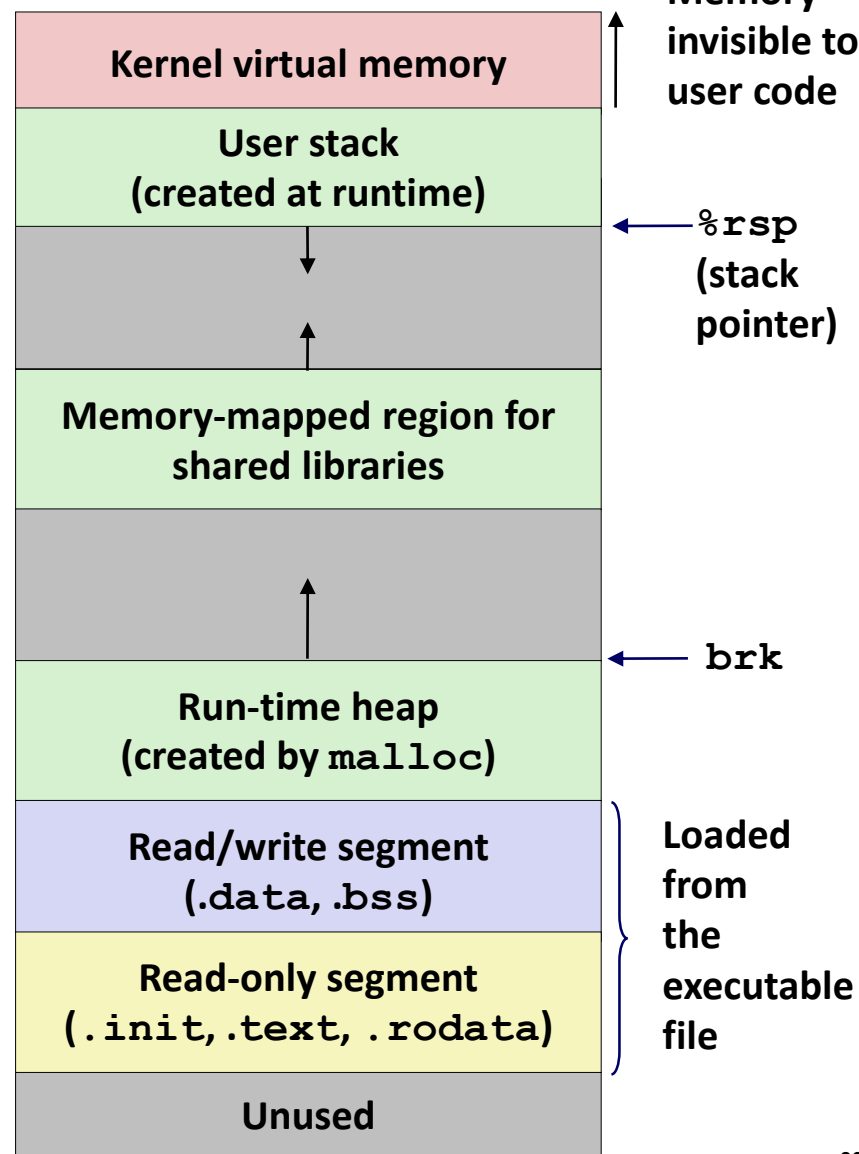 Memory
invisible to
user code
Kernel virtual memory
User stack
(created at runtime)
%rsp
(stack
pointer)
Memory-mapped region for
shared libraries
brk
Run-time heap
(created by malloc)
Read/write segment
(.data, .bss)
Loaded
from
the
executable
file
Read-only segment
(.init, .text, .rodata)
Unused